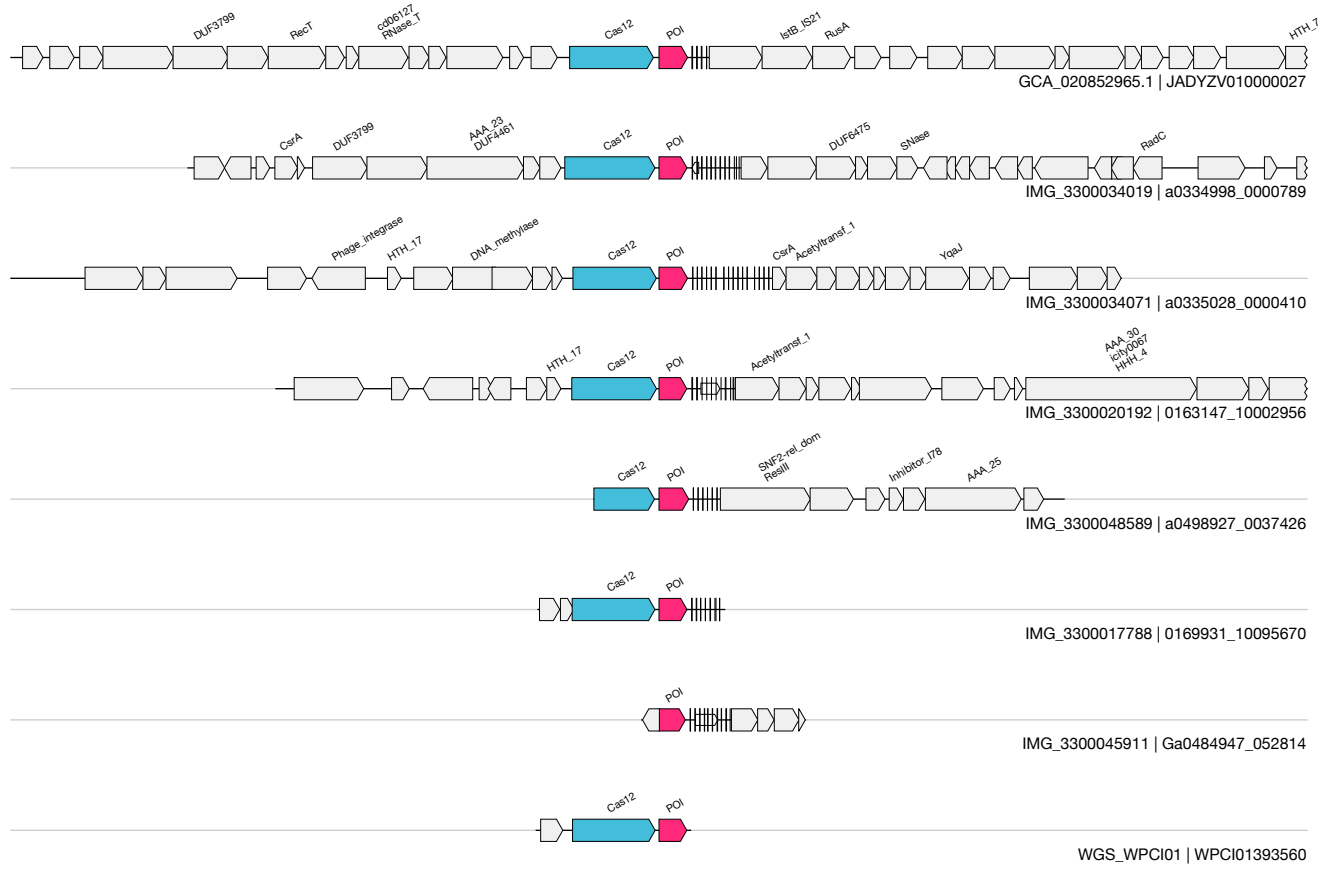 DUF3799
RecT
cd06127
RNase_T
Cas12
POI
IstB_IS21
RusA
HTH_7
GCA_020852965.1 | JADYZV010000027
CsrA
DUF3799
AAA_23
DUF4461
Cas12
POI
DUF6475
SNase
RadC
IMG_3300034019 | a0334998_0000789
Phage_integrase
HTH_17
DNA_methylase
Cas12
POI
CsrA
Acetyltransf_1
YqaJ
IMG_3300034071 | a0335028_0000410
HTH_17
Cas12
POI
Acetyltransf_1
AAA_30
icity0067
HHH_4
IMG_3300020192 | 0163147_10002956
Cas12
POI
SNF2-rel_dom
ResIII
Inhibitor_I78
AAA_25
IMG_3300048589 | a0498927_0037426
Cas12
POI
IMG_3300017788 | 0169931_10095670
POI
IMG_3300045911 | Ga0484947_052814
Cas12
POI
WGS_WPCI01 | WPCI01393560